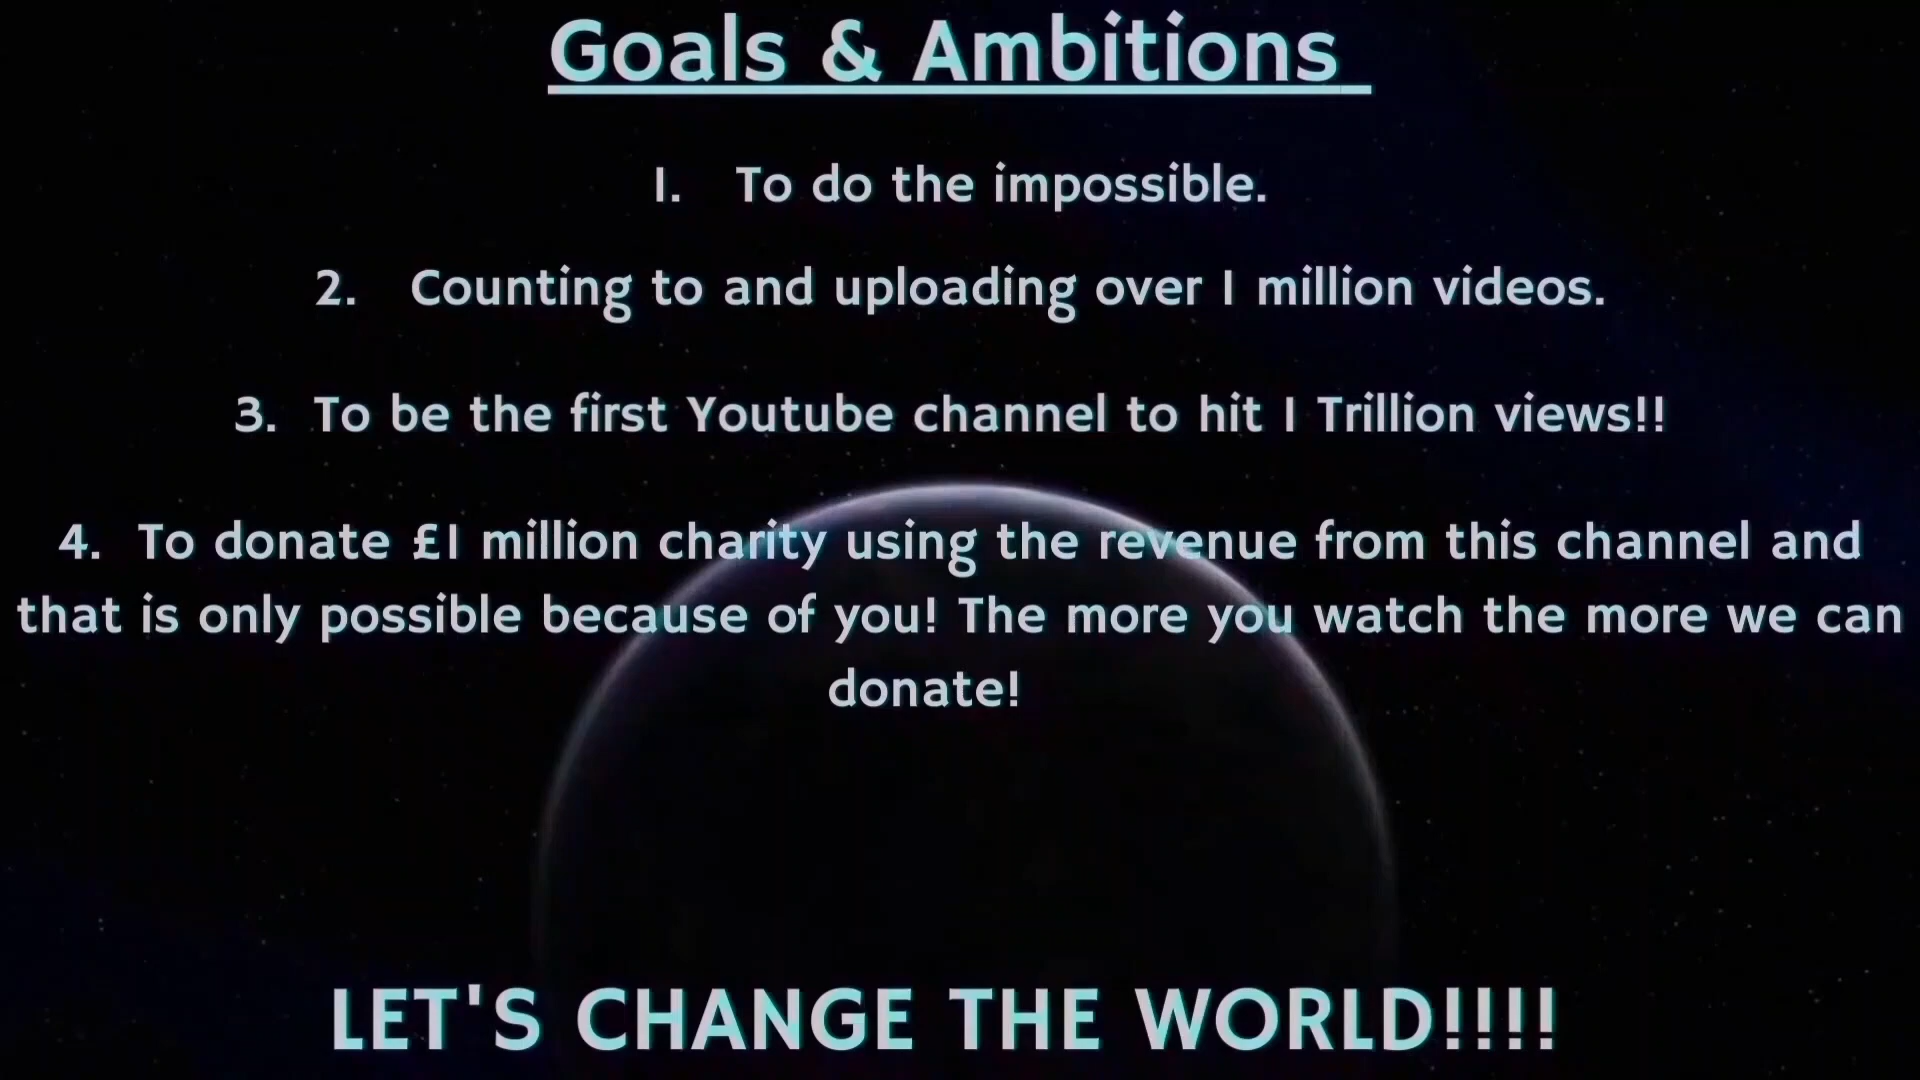 Goals & Ambitions
1. To do the impossible.
2. Counting to and uploading over 1 million videos.
3. To be the first Youtube channel to hit 1 Trillion views!!
4. To donate £1 million charity using the revenue from this channel and
that is only possible because of you! The more you watch the more we can
donate!
LET'S CHANGE THE WORLD!!!!